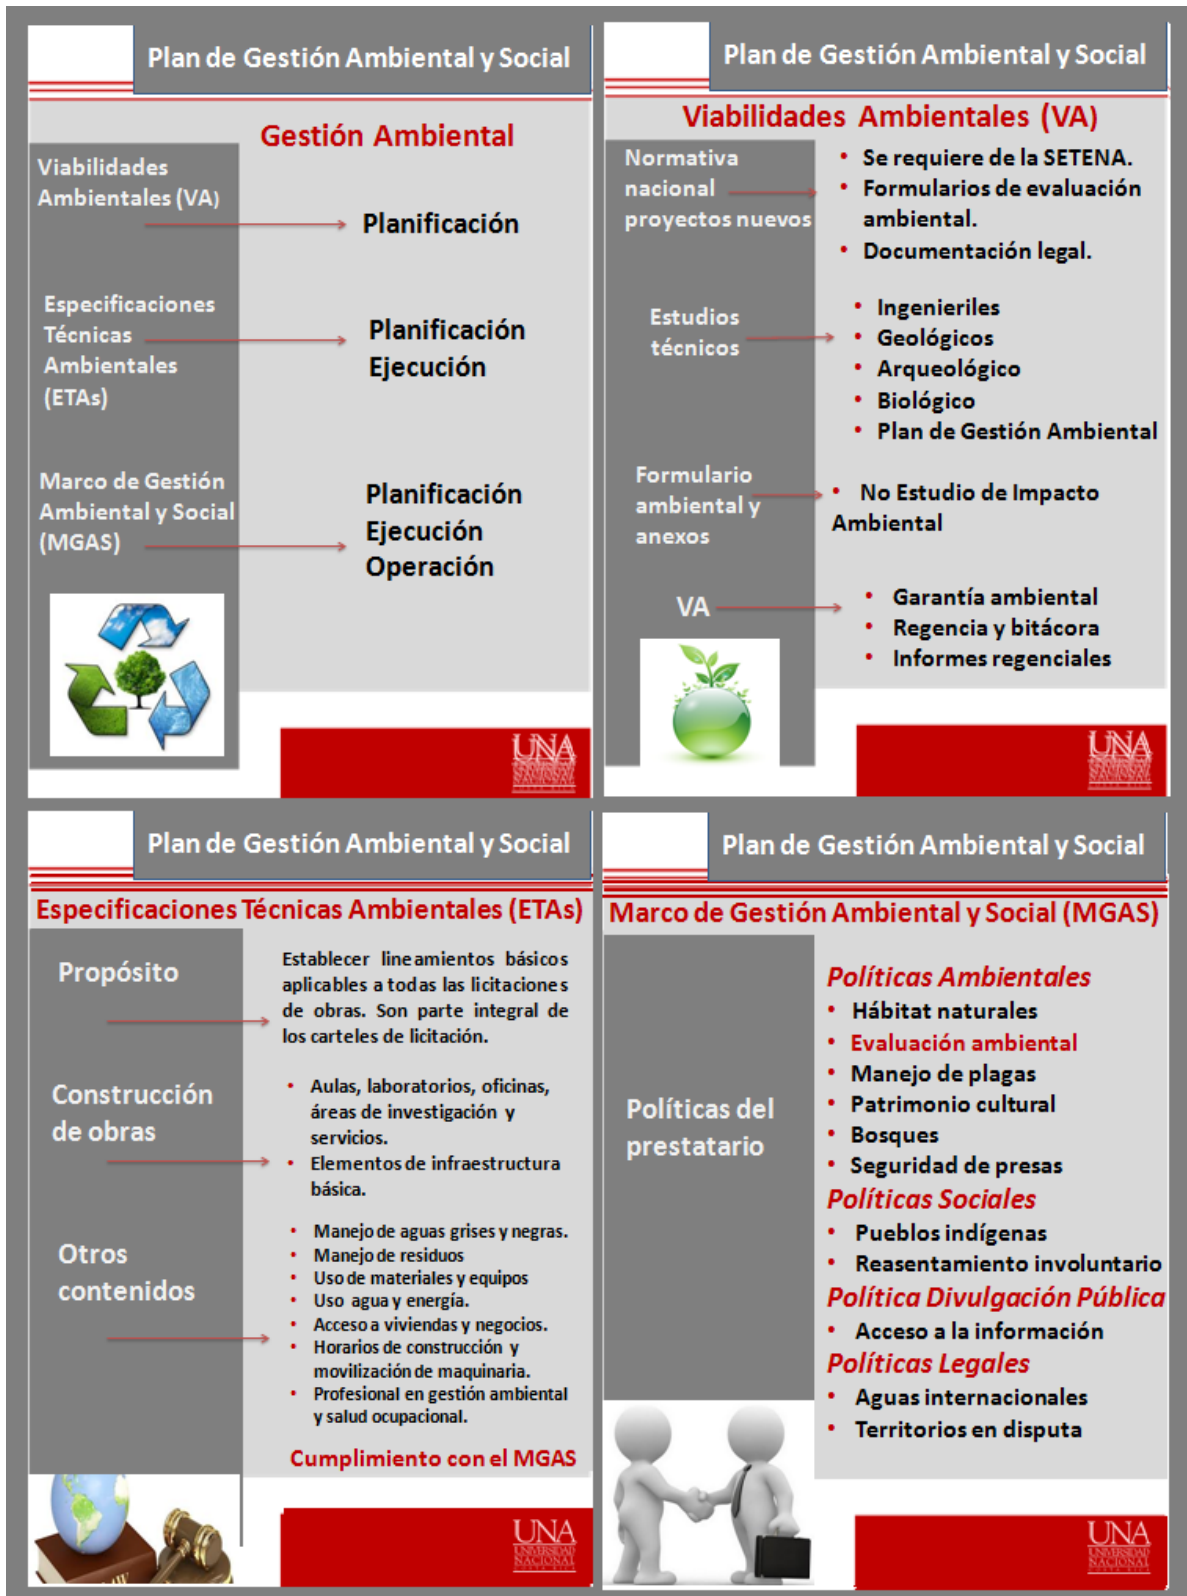 Plan de Gestión Ambiental y Social
Gestión Ambiental
Viabilidades
Ambientales (VA)
Planificación
Especificaciones
Técnicas
Ambientales
(ETAs)
Planificación
Ejecución
Marco de Gestión
Ambiental y Social
(MGAS)
Planificación
Ejecución
Operación
UNA
Plan de Gestión Ambiental y Social
Viabilidades Ambientales (VA)
Normativa
nacional
proyectos nuevos
• Se requiere de la SETENA.
• Formularios de evaluación
ambiental.
• Documentación legal.
Estudios
técnicos
• Ingenieriles
• Geológicos
• Arqueológico
• Biológico
• Plan de Gestión Ambiental
Formulario
ambiental y
anexos
• No Estudio de Impacto
Ambiental
VA
• Garantía ambiental
• Regencia y bitácora
• Informes regenciales
UNA
Plan de Gestión Ambiental y Social
Especificaciones Técnicas Ambientales (ETAs)
Propósito
Establecer lineamientos básicos
aplicables a todas las licitaciones
de obras. Son parte integral de
los carteles de licitación.
Construcción
de obras
• Aulas, laboratorios, oficinas,
áreas de investigación y
servicios.
• Elementos de infraestructura
básica.
Otros
contenidos
• Manejo de aguas grises y negras.
• Manejo de residuos
• Uso de materiales y equipos
• Uso agua y energía.
• Acceso a viviendas y negocios.
• Horarios de construcción y
movilización de maquinaria.
• Profesional en gestión ambiental
y salud ocupacional.
Cumplimiento con el MGAS
UNA
UNIVERSIDAD
NACIONAL
Plan de Gestión Ambiental y Social
Marco de Gestión Ambiental y Social (MGAS)
Políticas del
prestatario
Políticas Ambientales
• Hábitat naturales
• Evaluación ambiental
• Manejo de plagas
• Patrimonio cultural
• Bosques
• Seguridad de presas
Políticas Sociales
• Pueblos indígenas
• Reasentamiento involuntario
Política Divulgación Pública
• Acceso a la información
Políticas Legales
• Aguas internacionales
• Territorios en disputa
UNA
UNIVERSIDAD
NACIONAL